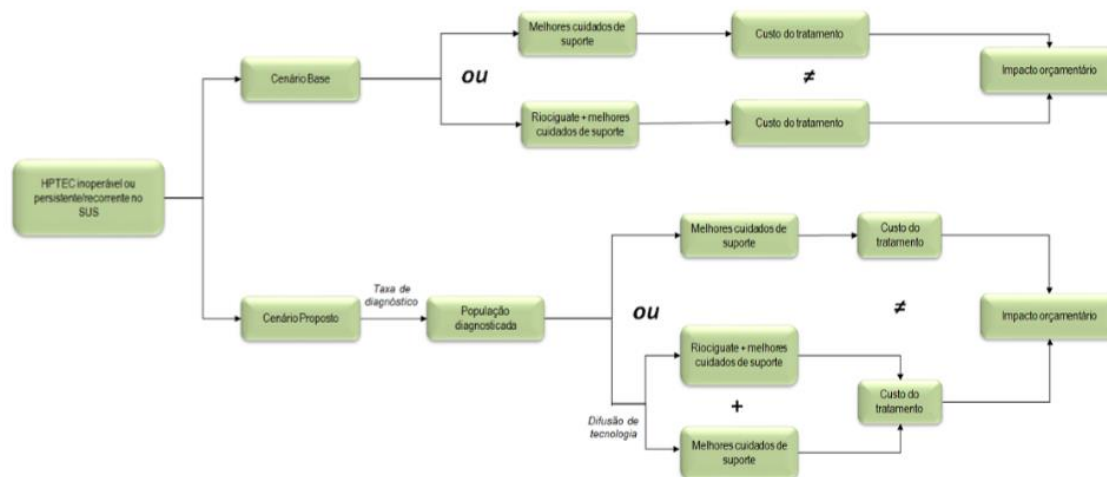 Melhores cuidados de
suporte
Custo do tratamento
Cenário Base
ou
≠
Impacto orçamentário
Riociguate + melhores
cuidados de suporte
Custo do tratamento
HPTEC inoperável ou
persistente/recorrente no
SUS
Melhores cuidados de
suporte
Custo do
tratamento
Taxa de
diagnóstico
Cenário Proposto
População
diagnosticada
ou
≠
Impacto orçamentário
Riociguate + melhores
cuidados de suporte
+
Custo do
tratamento
Difusão de
tecnologia
Melhores cuidados de
suporte